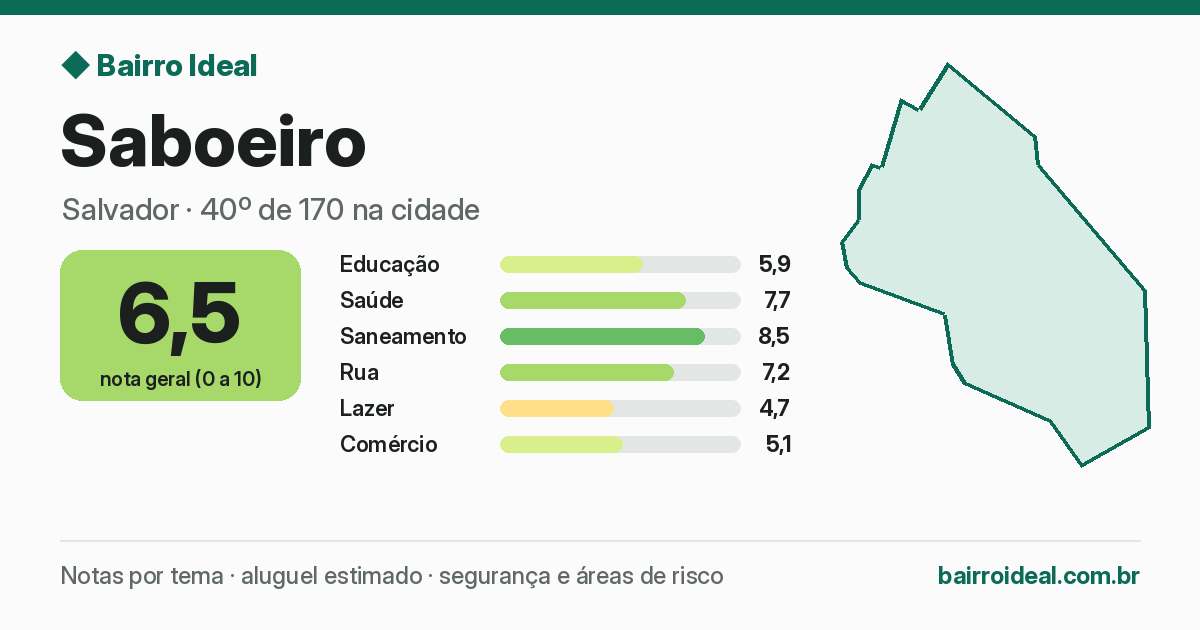 Bairro Ideal
Saboeiro
Salvador · 40º de 170 na cidade
6,5
nota geral (0 a 10)
Educação 5,9
Saúde 7,7
Saneamento 8,5
Rua 7,2
Lazer 4,7
Comércio 5,1
Notas por tema · aluguel estimado · segurança e áreas de risco
bairroideal.com.br